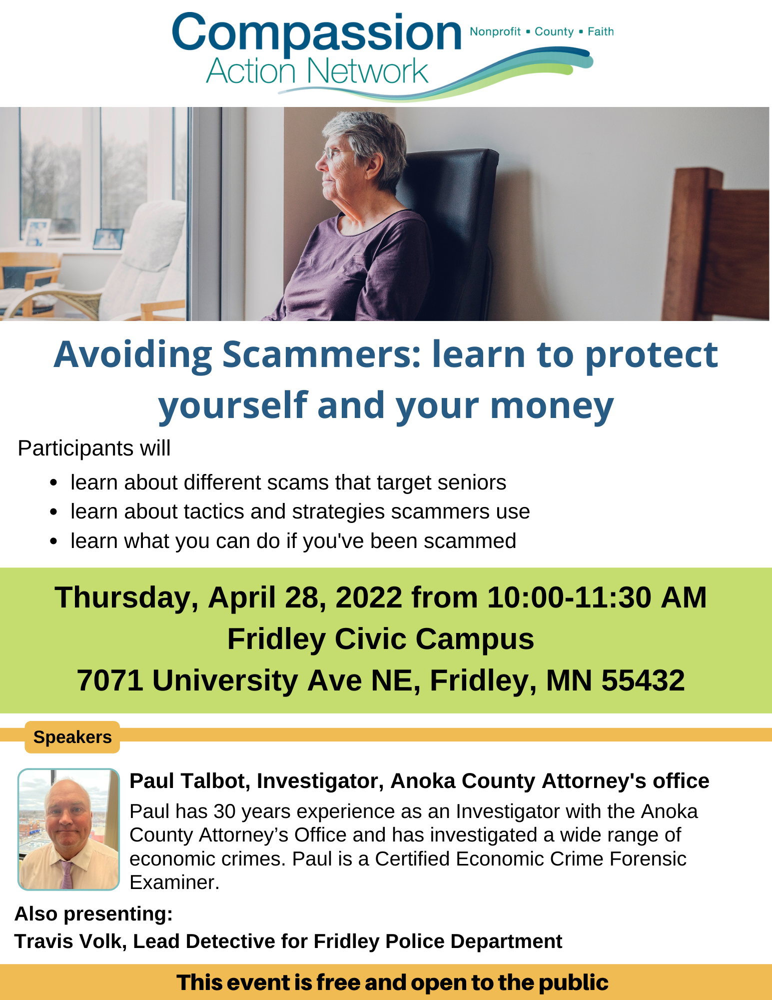 Compassion
Nonprofit ▪ County ▪ Faith
Action Network
Avoiding Scammers: learn to protect
yourself and your money
Participants will
• learn about different scams that target seniors
• learn about tactics and strategies scammers use
• learn what you can do if you've been scammed
Thursday, April 28, 2022 from 10:00-11:30 AM
Fridley Civic Campus
7071 University Ave NE, Fridley, MN 55432
Speakers
Paul Talbot, Investigator, Anoka County Attorney's office
Paul has 30 years experience as an Investigator with the Anoka
County Attorney’s Office and has investigated a wide range of
economic crimes. Paul is a Certified Economic Crime Forensic
Examiner.
Also presenting:
Travis Volk, Lead Detective for Fridley Police Department
This event is free and open to the public